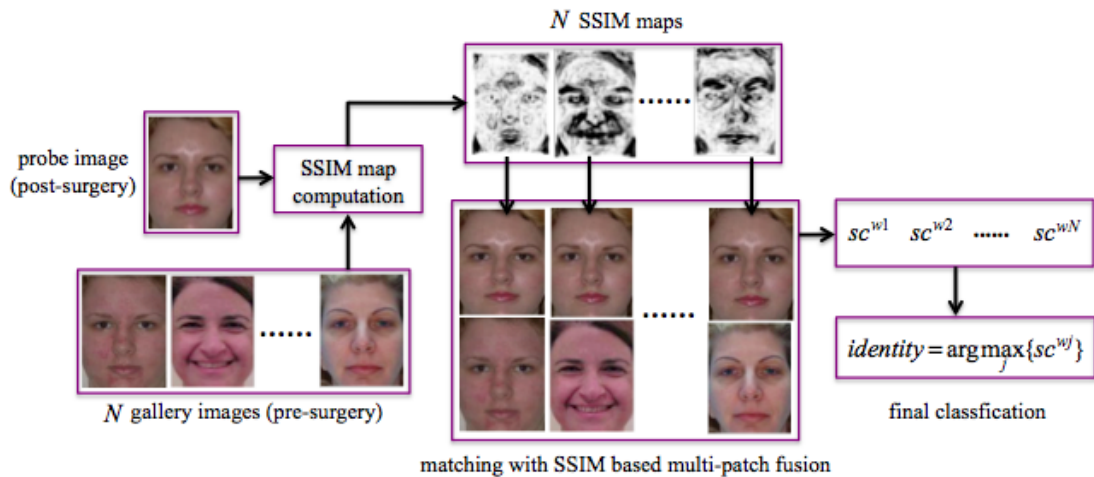 N SSIM maps
......
probe image
(post-surgery)
SSIM map
computation
sc^{w1} sc^{w2} ...... sc^{wN}
......
......
identity = arg max_j {sc^{wj}}
N gallery images (pre-surgery)
final classfication
matching with SSIM based multi-patch fusion